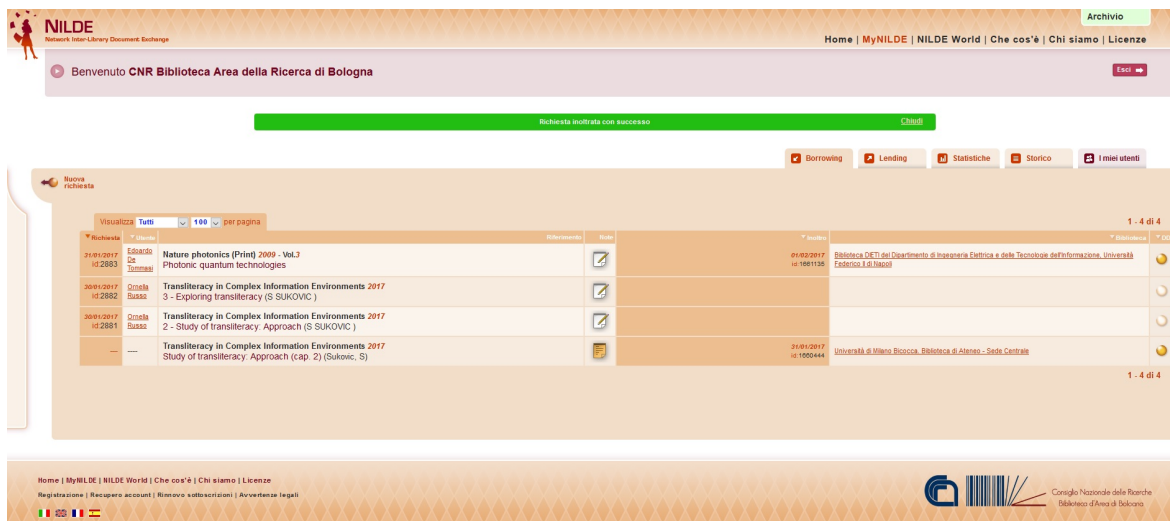 Archivio
NILDE
Network Inter-Library Document Exchange
Home | MyNILDE | NILDE World | Che cos'è | Chi siamo | Licenze
Benvenuto CNR Biblioteca Area della Ricerca di Bologna
Esci
Richiesta inoltrata con successo Chiudi
Borrowing Lending Statistiche Storico I miei utenti
Nuova
richiesta
Visualizza Tutti 100 per pagina 1 - 4 di 4
Richiesta Utente Riferimento Note Inoltro Biblioteca DD
31/01/2017 id:2883 Edoardo De Tommasi Nature photonics (Print) 2009 - Vol.3
Photonic quantum technologies
01/02/2017 id:1661135 Biblioteca DIETI del Dipartimento di Ingegneria Elettrica e delle Tecnologie dell'Informazione, Università
Federico II di Napoli
30/01/2017 id:2882 Ornella Russo Transliteracy in Complex Information Environments 2017
3 - Exploring transliteracy (S SUKOVIC )
30/01/2017 id:2881 Ornella Russo Transliteracy in Complex Information Environments 2017
2 - Study of transliteracy: Approach (S SUKOVIC )
--- ---- Transliteracy in Complex Information Environments 2017
Study of transliteracy: Approach (cap. 2) (Sukovic, S)
31/01/2017 id:1660444 Università di Milano Bicocca. Biblioteca di Ateneo - Sede Centrale
1 - 4 di 4
Home | MyNILDE | NILDE World | Che cos'è | Chi siamo | Licenze
Registrazione | Recupero account | Rinnovo sottoscrizioni | Avvertenze legali
Consiglio Nazionale delle Ricerche
Biblioteca d'Area di Bologna